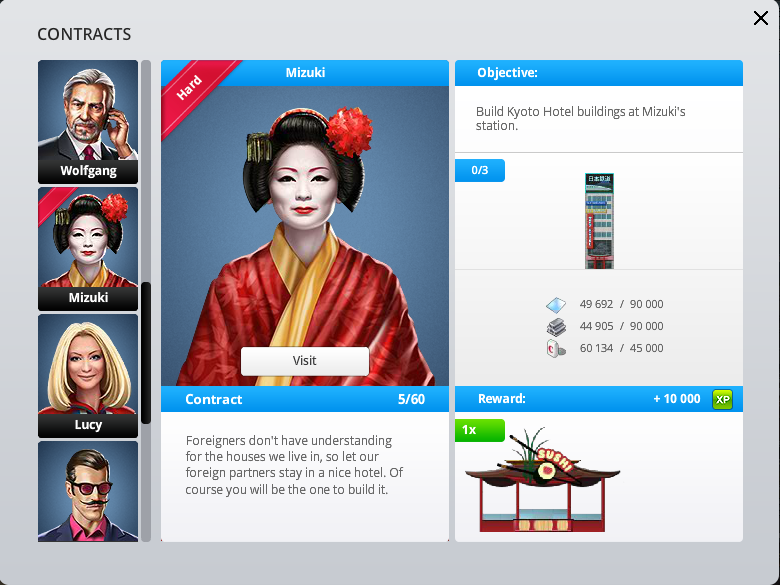 CONTRACTS
Wolfgang
Mizuki
Lucy
Hard
Mizuki
Visit
Contract 5/60
Foreigners don't have understanding
for the houses we live in, so let our
foreign partners stay in a nice hotel. Of
course you will be the one to build it.
Objective:
Build Kyoto Hotel buildings at Mizuki's
station.
0/3
日本鉄道
49 692 / 90 000
44 905 / 90 000
60 134 / 45 000
Reward: + 10 000 XP
1x
SUSHI